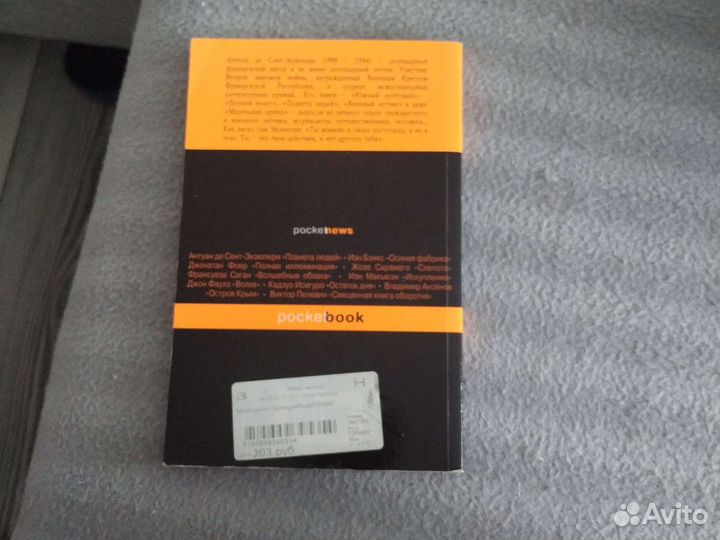 Антуан де Сент-Экзюпери (1900 - 1944) - легендарный
французский автор и не менее легендарный летчик. Участник
Второй мировой войны, награжденный Военным Крестом
Французской Республики, и лауреат международных
литературных премий. Его книги - «Южный почтовый»,
«Ночной полет», «Планета людей», «Военный летчик» и даже
«Маленький принц» - выросли из личного опыта гражданского
и военного летчика, журналиста, путешественника, человека...
Как писал сам Экзюпери: «Ты живешь в своих поступках, а не в
теле. Ты - это твои действия, и нет другого тебя».
pocketnews
Антуан де Сент-Экзюпери «Планета людей» • Иэн Бэнкс «Осиная фабрика»
Джонатан Фоер «Полная иллюминация» • Жозе Сарамаго «Слепота»
Франсуаза Саган «Волшебные облака» • Иэн Макьюэн «Искупление»
Джон Фаулз «Волхв» • Кадзуо Исигуро «Остаток дня» • Владимир Аксенов
«Остров Крым» • Виктор Пелевин «Священная книга оборотня»
pocketbook
З Н
203 руб.
Avito